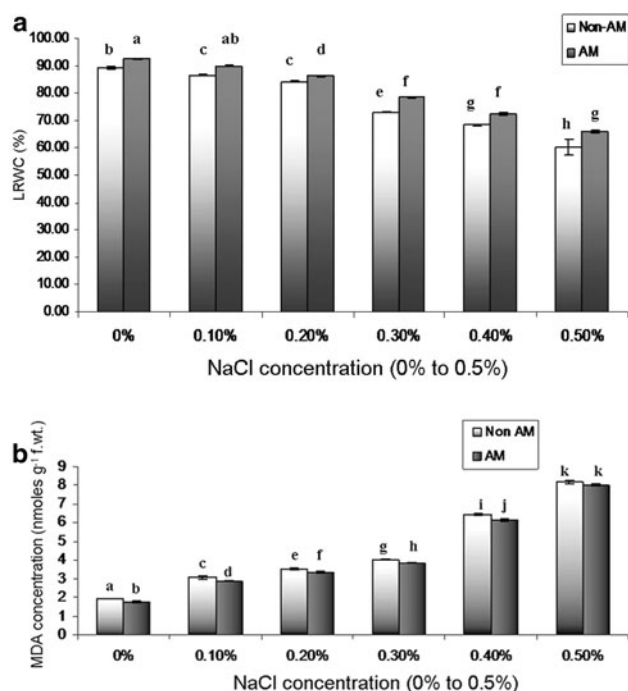 a
100.00
90.00
80.00
70.00
60.00
50.00
40.00
30.00
20.00
10.00
0.00
LRWC (%)
Non-AM
AM
b a c ab c d e f g f h g
0% 0.10% 0.20% 0.30% 0.40% 0.50%
NaCl concentration (0% to 0.5%)
b
MDA concentration (nmoles g⁻¹ f.wt.)
9
8
7
6
5
4
3
2
1
0
Non AM
AM
a b c d e f g h i j k k
0% 0.10% 0.20% 0.30% 0.40% 0.50%
NaCl concentration (0% to 0.5%)